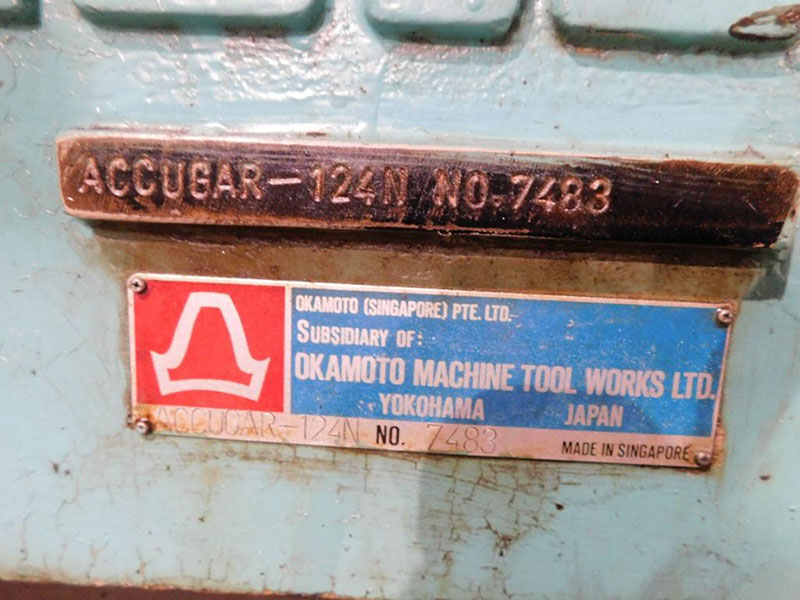 ACCUGAR-124N NO.7483
OKAMOTO (SINGAPORE) PTE. LTD.
SUBSIDIARY OF:
OKAMOTO MACHINE TOOL WORKS LTD.
YOKOHAMA JAPAN
ACCUGAR-124N NO. 7483
MADE IN SINGAPORE